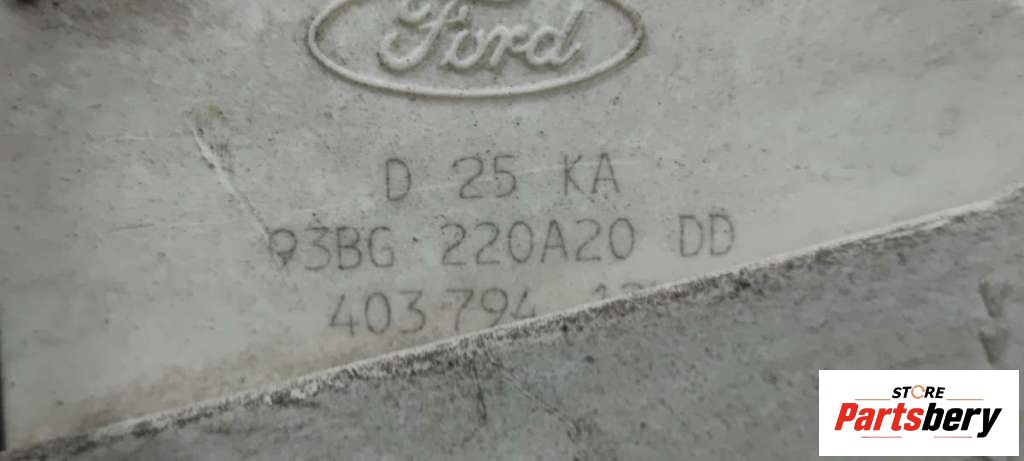 Ford
D 25 KA
93BG 220A20 DD
403794
STORE
Partsbery